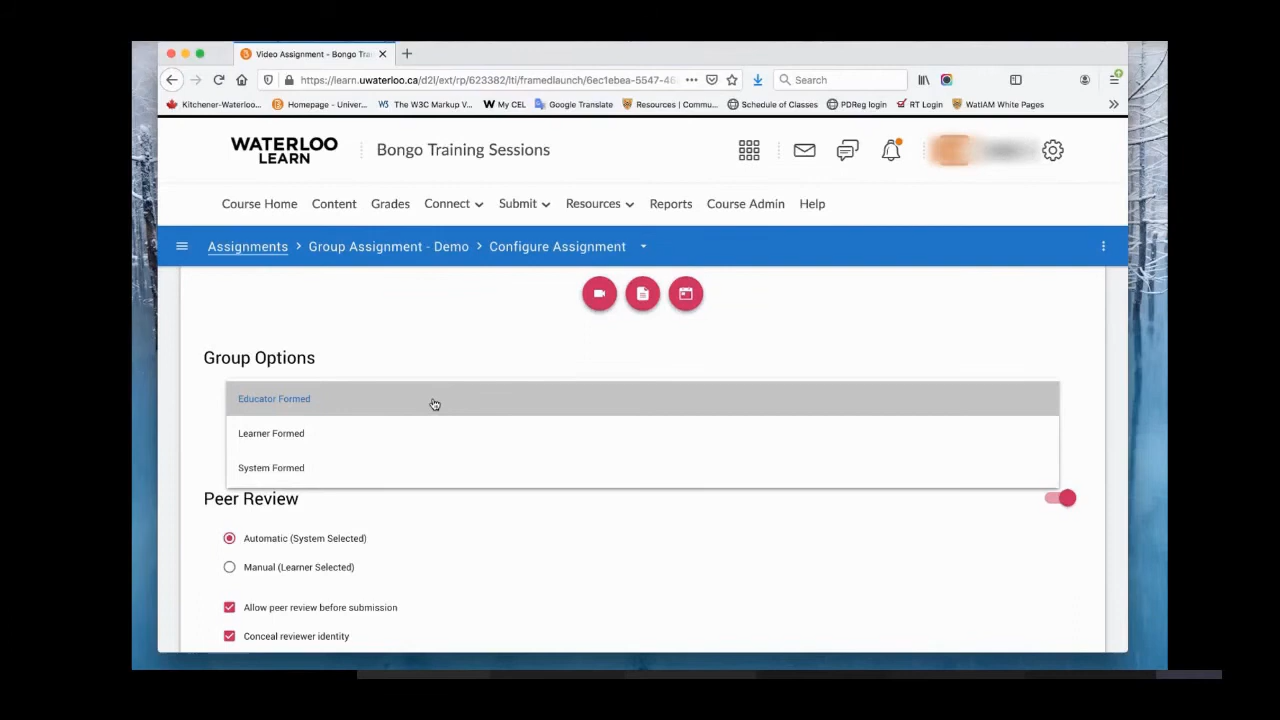 Video Assignment - Bongo Trai
https://learn.uwaterloo.ca/d2l/ext/rp/623382/lti/framedlaunch/6ec1ebea-5547-46
Search
Kitchener-Waterloo...
Homepage - Univer...
The W3C Markup V...
My CEL
Google Translate
Resources | Commu...
Schedule of Classes
PDReg login
RT Login
WatIAM White Pages
WATERLOO
LEARN
Bongo Training Sessions
Course Home
Content
Grades
Connect
Submit
Resources
Reports
Course Admin
Help
Assignments > Group Assignment - Demo > Configure Assignment
Group Options
Educator Formed
Learner Formed
System Formed
Peer Review
Automatic (System Selected)
Manual (Learner Selected)
Allow peer review before submission
Conceal reviewer identity